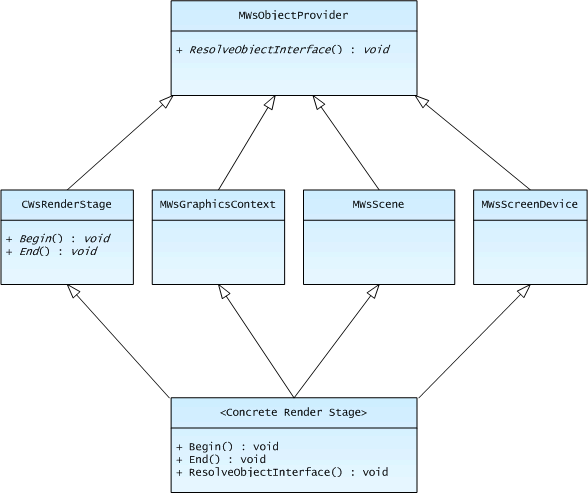 MWsObjectProvider
+ ResolveObjectInterface() : void
CWsRenderStage
+ Begin() : void
+ End() : void
MWsGraphicsContext
MWsScene
MWsScreenDevice
<Concrete Render Stage>
+ Begin() : void
+ End() : void
+ ResolveObjectInterface() : void